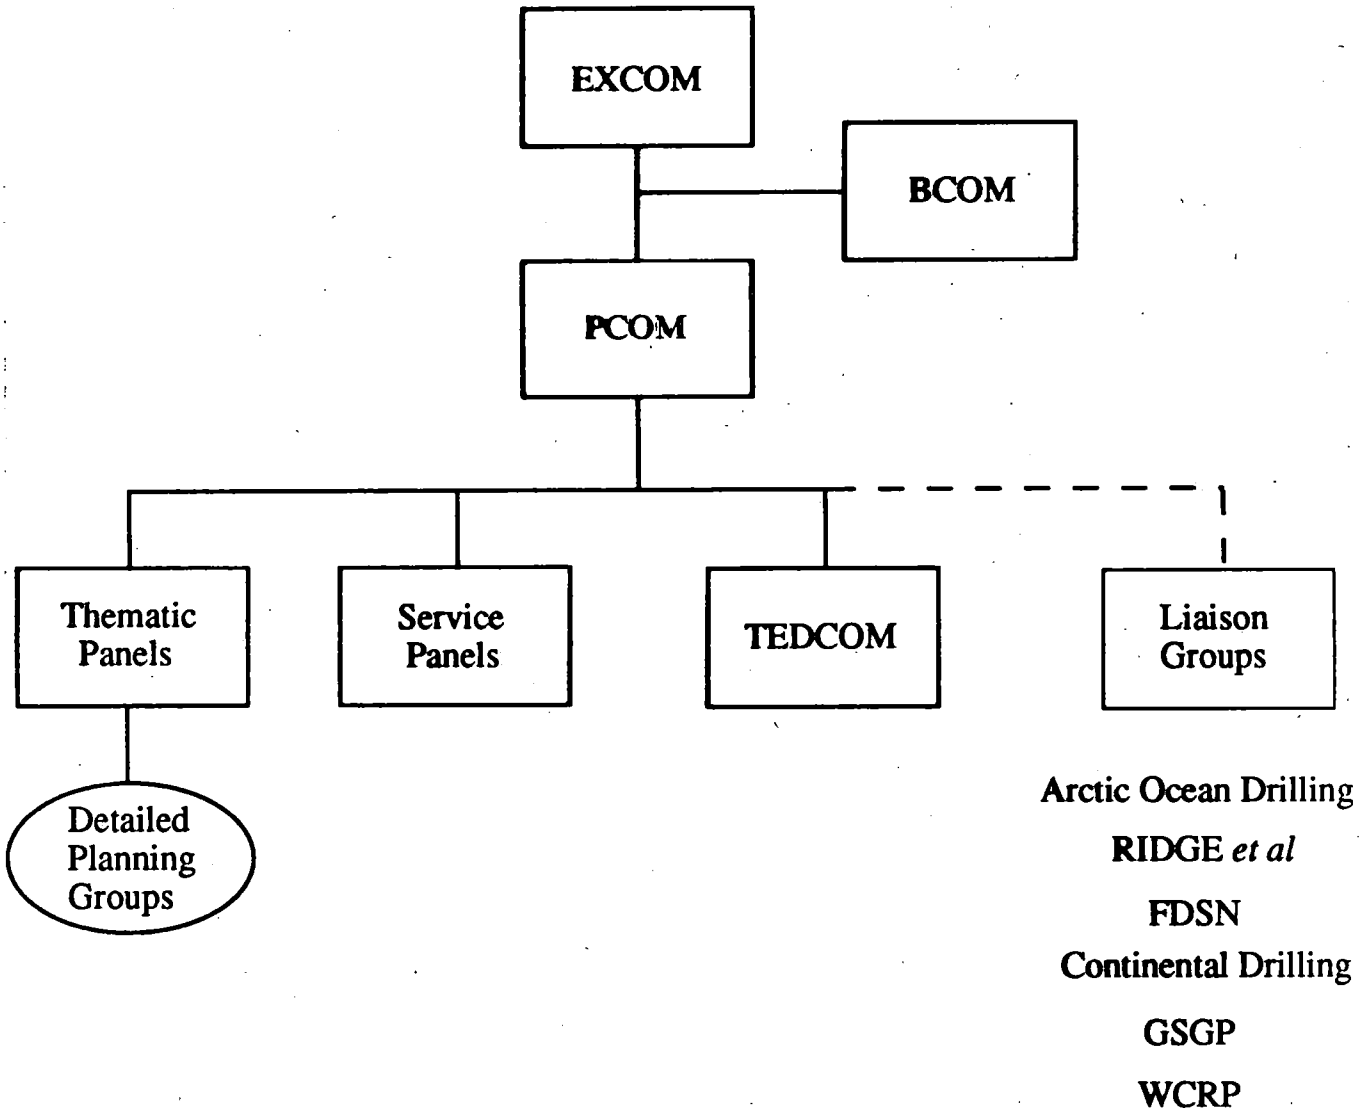 EXCOM
BCOM
PCOM
Thematic
Panels
Service
Panels
TEDCOM
Liaison
Groups
Detailed
Planning
Groups
Arctic Ocean Drilling
RIDGE et al
FDSN
Continental Drilling
GSGP
WCRP